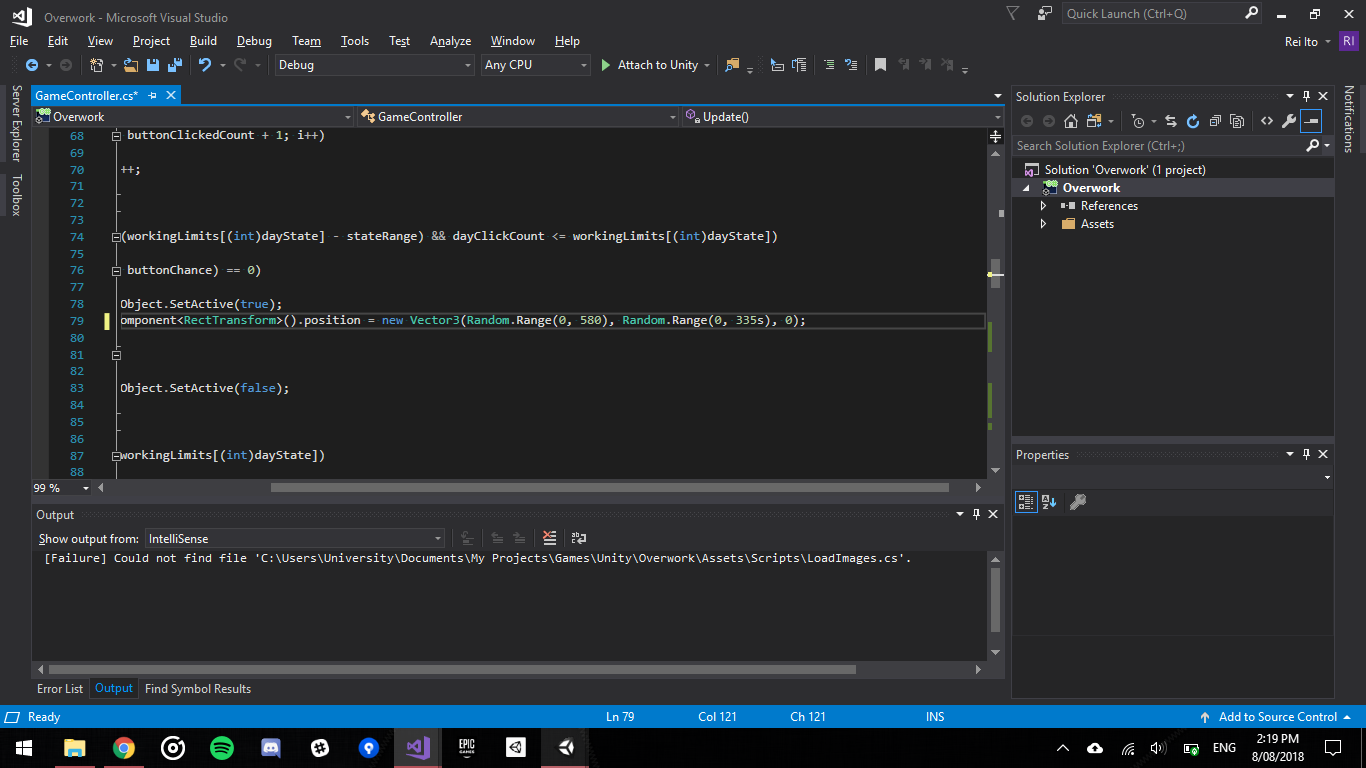 Overwork - Microsoft Visual Studio
Quick Launch (Ctrl+Q)
File Edit View Project Build Debug Team Tools Test Analyze Window Help
Rei Ito RI
Debug Any CPU Attach to Unity
Server Explorer
Toolbox
GameController.cs*
Overwork GameController Update()
68 buttonClickedCount + 1; i++)
69
70 ++;
71
72
73
74 (workingLimits[(int)dayState] - stateRange) && dayClickCount <= workingLimits[(int)dayState])
75
76 buttonChance) == 0)
77
78 Object.SetActive(true);
79 omponent<RectTransform>().position = new Vector3(Random.Range(0, 580), Random.Range(0, 335s), 0);
80
81
82
83 Object.SetActive(false);
84
85
86
87 workingLimits[(int)dayState])
88
99 %
Output
Show output from: IntelliSense
[Failure] Could not find file 'C:\Users\University\Documents\My Projects\Games\Unity\Overwork\Assets\Scripts\LoadImages.cs'.
Error List Output Find Symbol Results
Solution Explorer
Search Solution Explorer (Ctrl+;)
Solution 'Overwork' (1 project)
Overwork
References
Assets
Properties
Notifications
Ready Ln 79 Col 121 Ch 121 INS Add to Source Control
EPIC GAMES
ENG
2:19 PM
8/08/2018